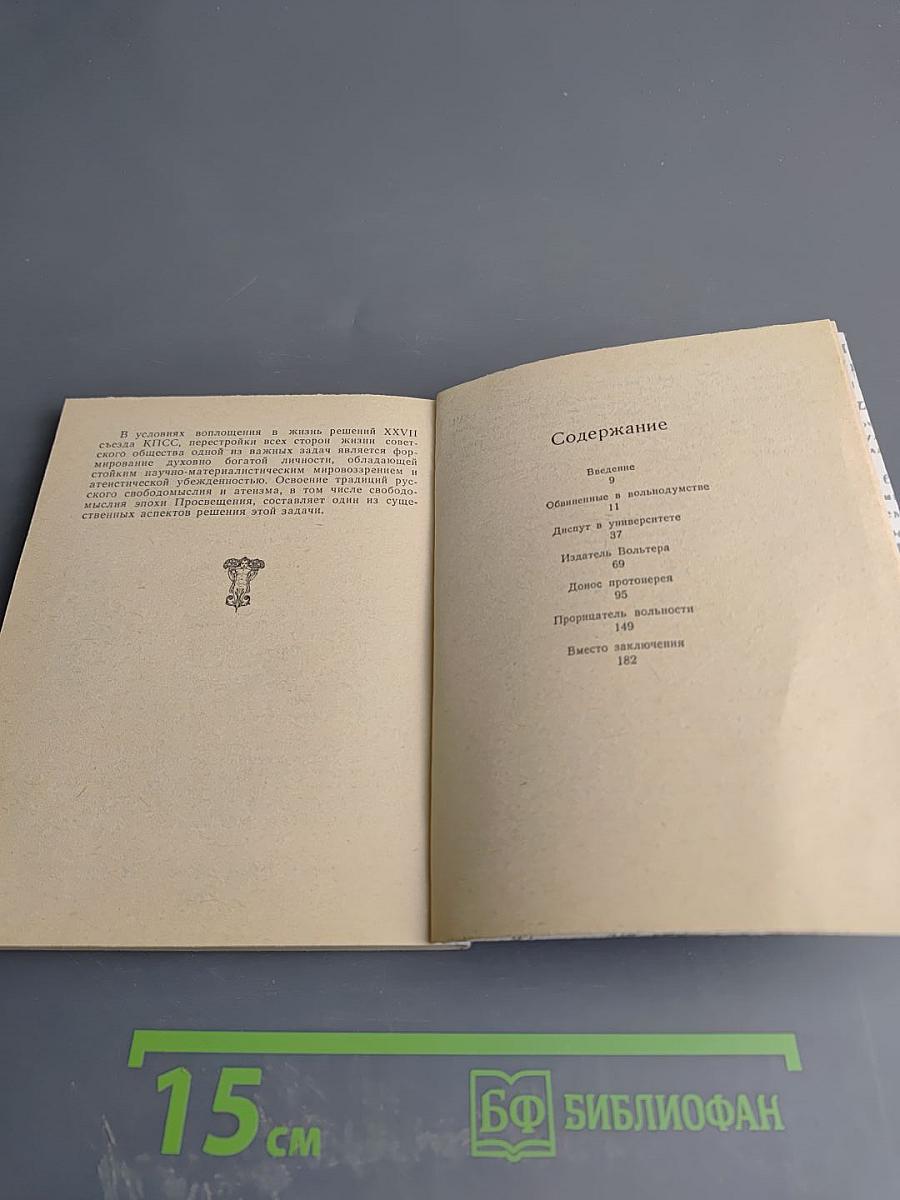 В условиях воплощения в жизнь решений XXVII
съезда КПСС, перестройки всех сторон жизни совет-
ского общества одной из важных задач является фор-
мирование духовно богатой личности, обладающей
стойким научно-материалистическим мировоззрением и
атеистической убежденностью. Освоение традиций рус-
ского свободомыслия и атеизма, в том числе свободо-
мыслия эпохи Просвещения, составляет один из суще-
ственных аспектов решения этой задачи.
Содержание
Введение
9
Обвиненные в вольнодумстве
11
Диспут в университете
37
Издатель Вольтера
69
Донос протоиерея
95
Прорицатель вольности
149
Вместо заключения
182
15 см
БФ БИБЛИОФАН